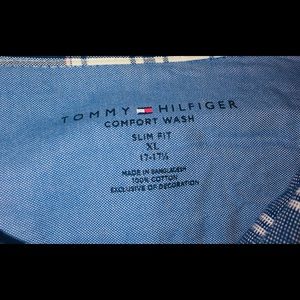 TOMMY HILFIGER
COMFORT WASH
SLIM FIT
XL
17-17½
MADE IN BANGLADESH
100% COTTON
EXCLUSIVE OF DECORATION